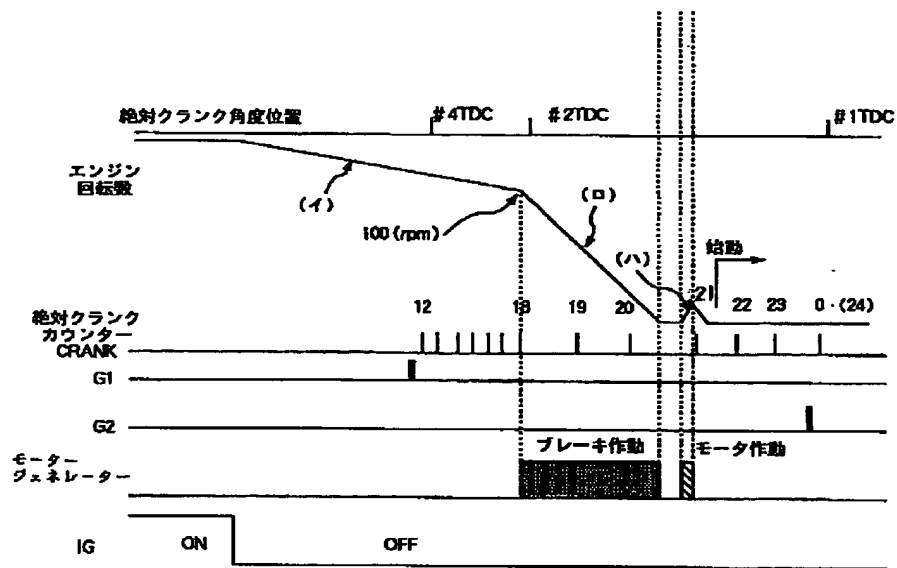 絶対クランク角度位置
#4TDC
#2TDC
#1TDC
エンジン
回転数
(イ)
100(rpm)
(ロ)
(ハ)
始動
絶対クランク
カウンター
CRANK
12
18
19
20
21
22
23
0・(24)
G1
G2
ブレーキ作動
モータ作動
モーター
ジェネレーター
IG
ON
OFF